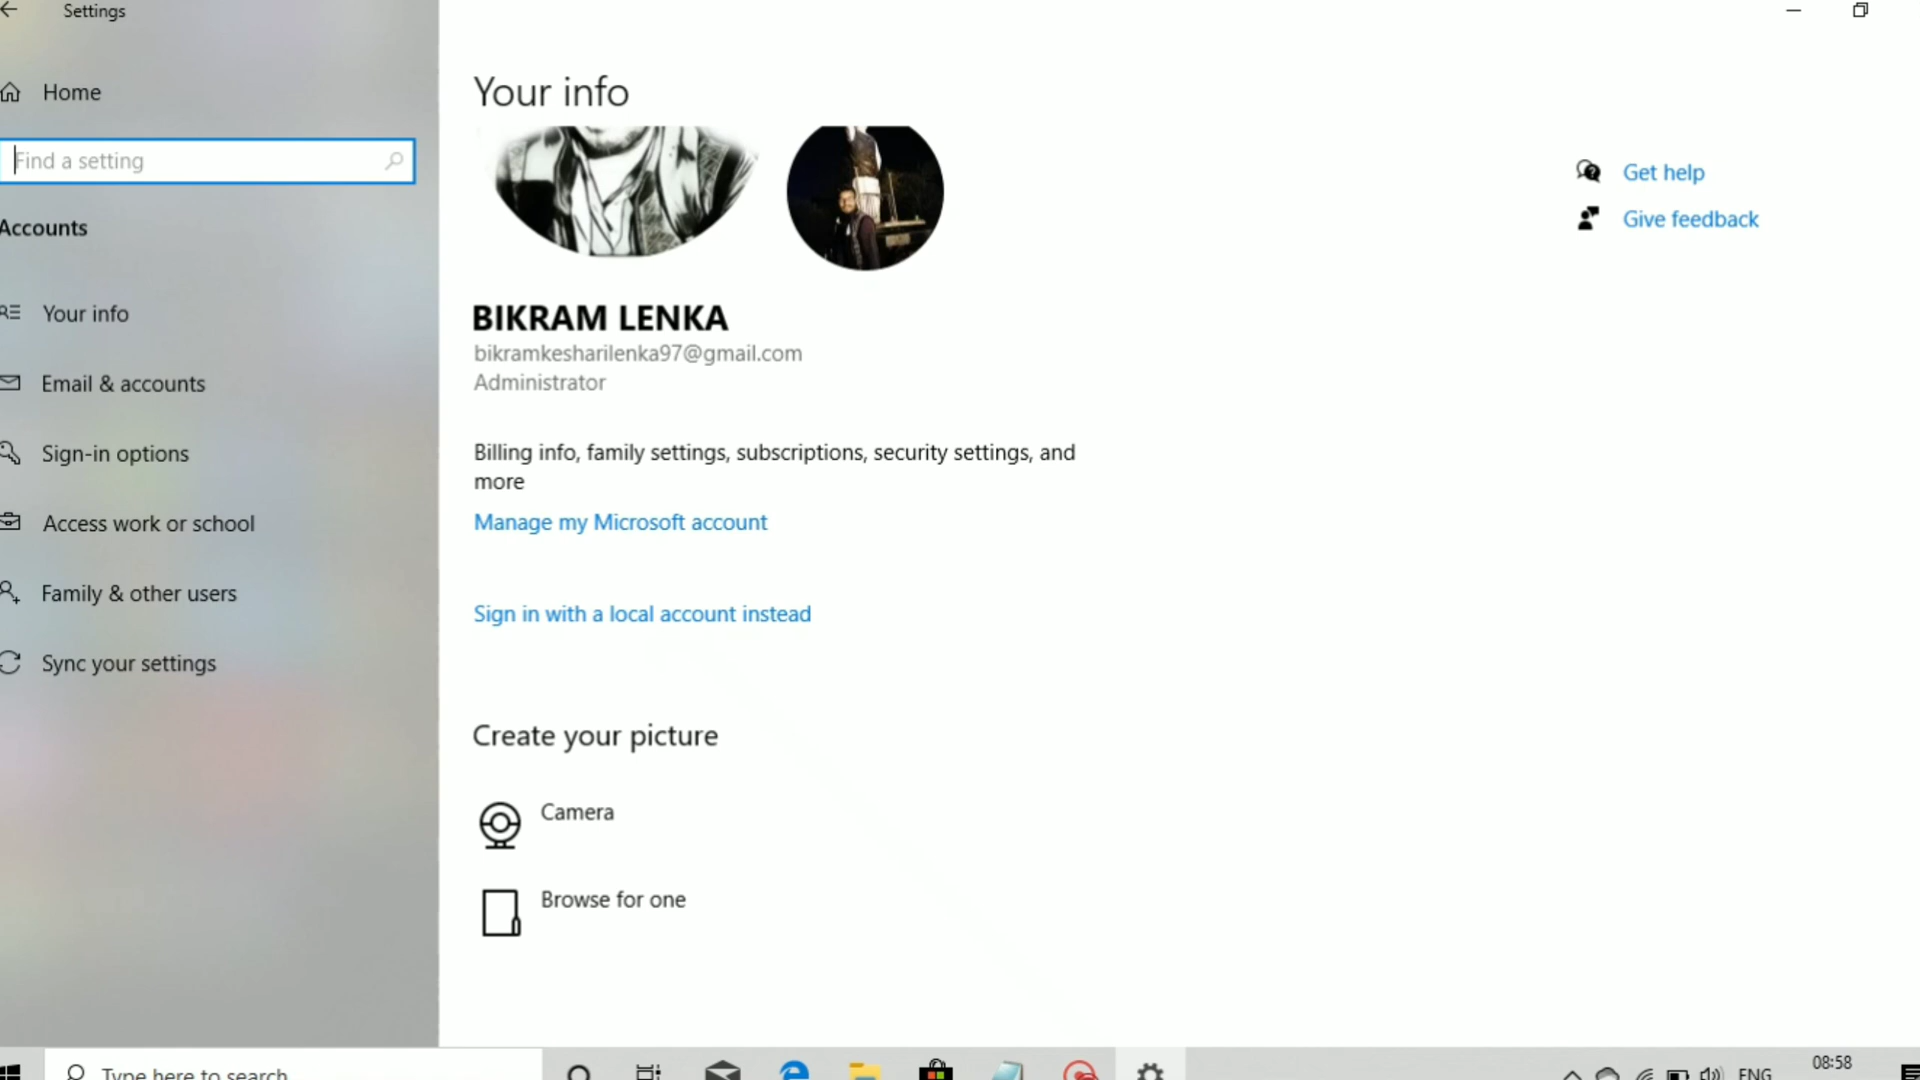 Settings
Home
Find a setting
Accounts
Your info
Email & accounts
Sign-in options
Access work or school
Family & other users
Sync your settings
Your info
BIKRAM LENKA
bikramkesharilenka97@gmail.com
Administrator
Billing info, family settings, subscriptions, security settings, and
more
Manage my Microsoft account
Sign in with a local account instead
Create your picture
Camera
Browse for one
Get help
Give feedback
Type here to search
ENG
08:58